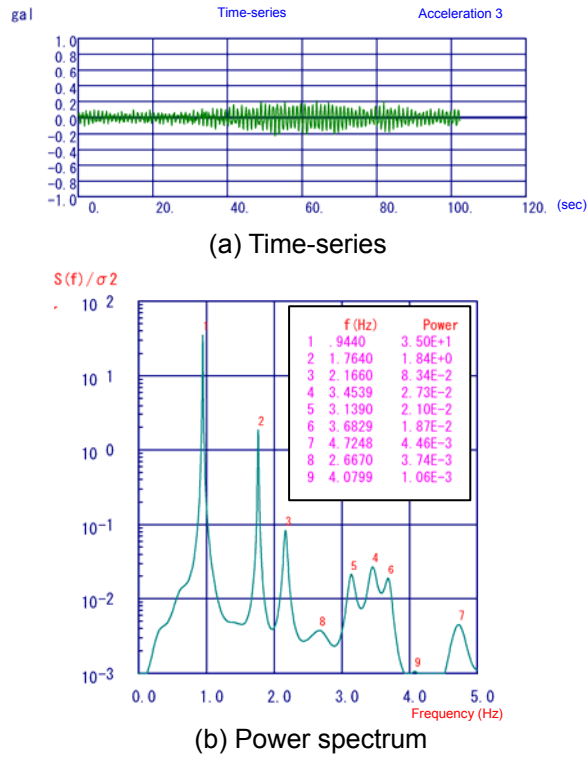 gal Time-series Acceleration 3
1.0
0.8
0.6
0.4
0.2
0.0
-0.2
-0.4
-0.6
-0.8
-1.0
0. 20. 40. 60. 80. 100. 120. (sec)
(a) Time-series
S(f)/σ2
10 2
10 1
10 0
10-1
10-2
10-3
f(Hz) Power
1 .9440 3.50E+1
2 1.7640 1.84E+0
3 2.1660 8.34E-2
4 3.4539 2.73E-2
5 3.1390 2.10E-2
6 3.6829 1.87E-2
7 4.7248 4.46E-3
8 2.6670 3.74E-3
9 4.0799 1.06E-3
1
2
3
5 4 6
8
7
9
0.0 1.0 2.0 3.0 4.0 5.0
Frequency (Hz)
(b) Power spectrum